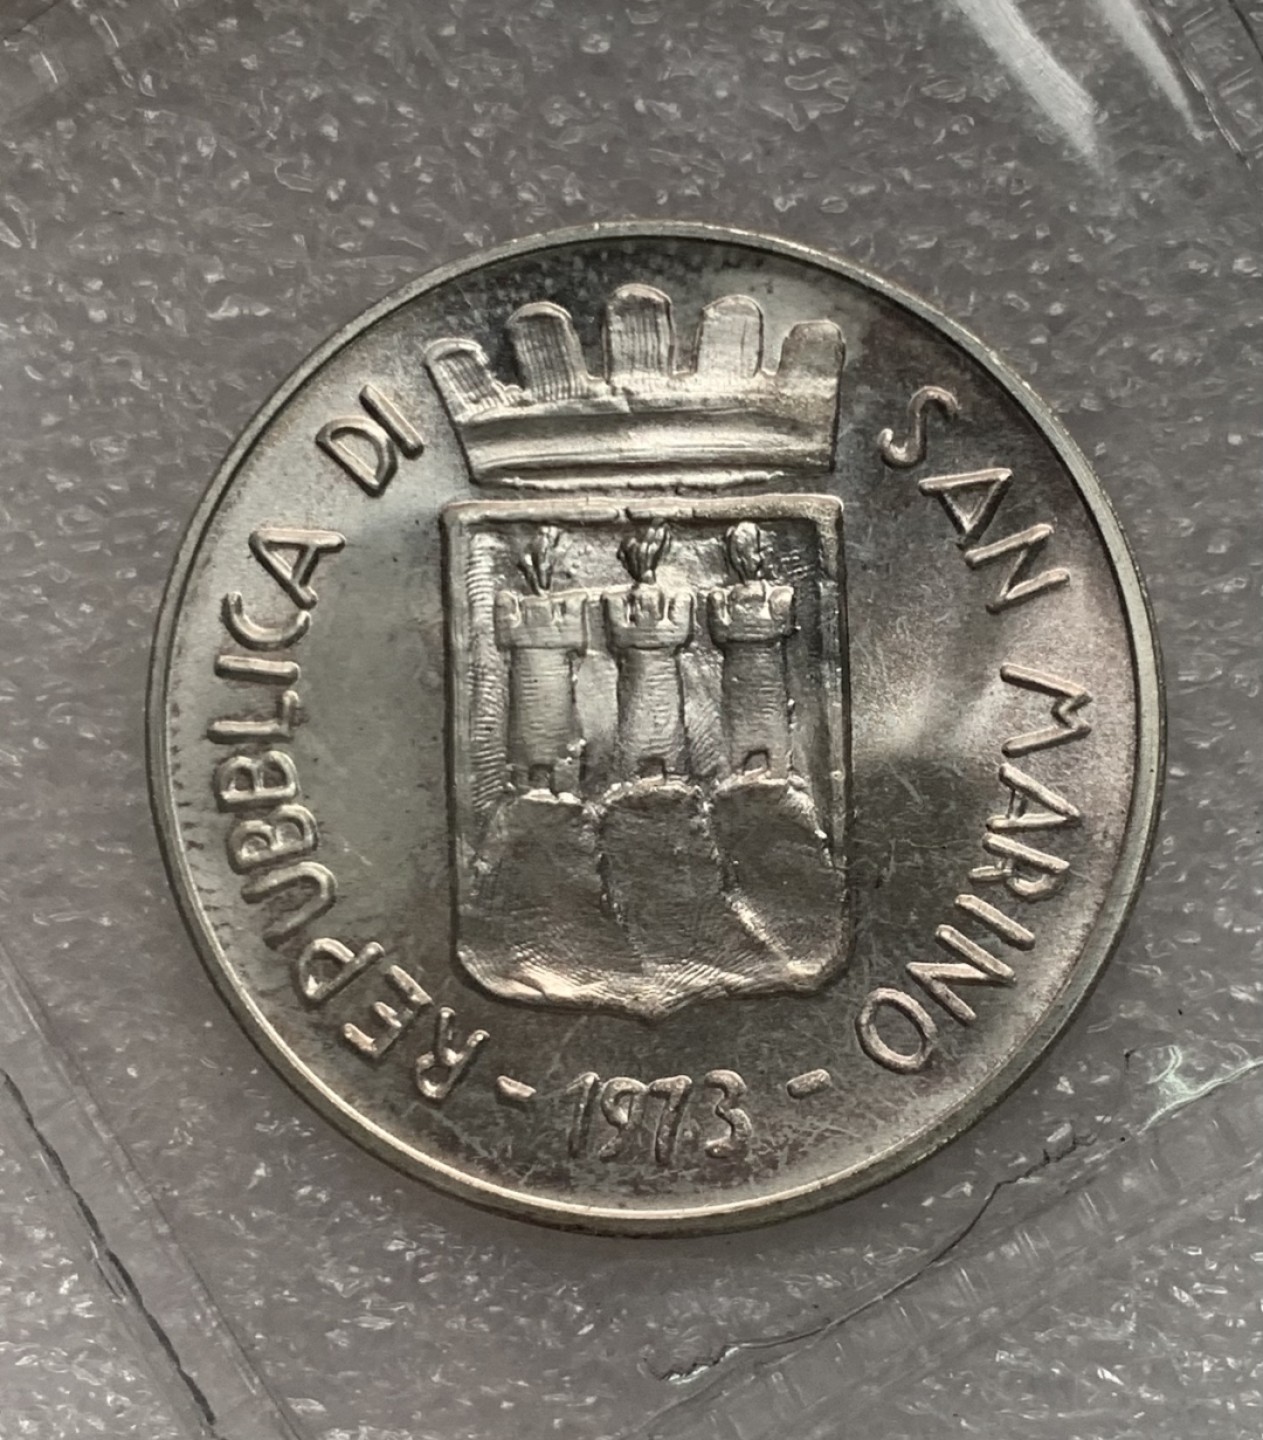 REPUBBLICA DI SAN MARINO
- 1973 -